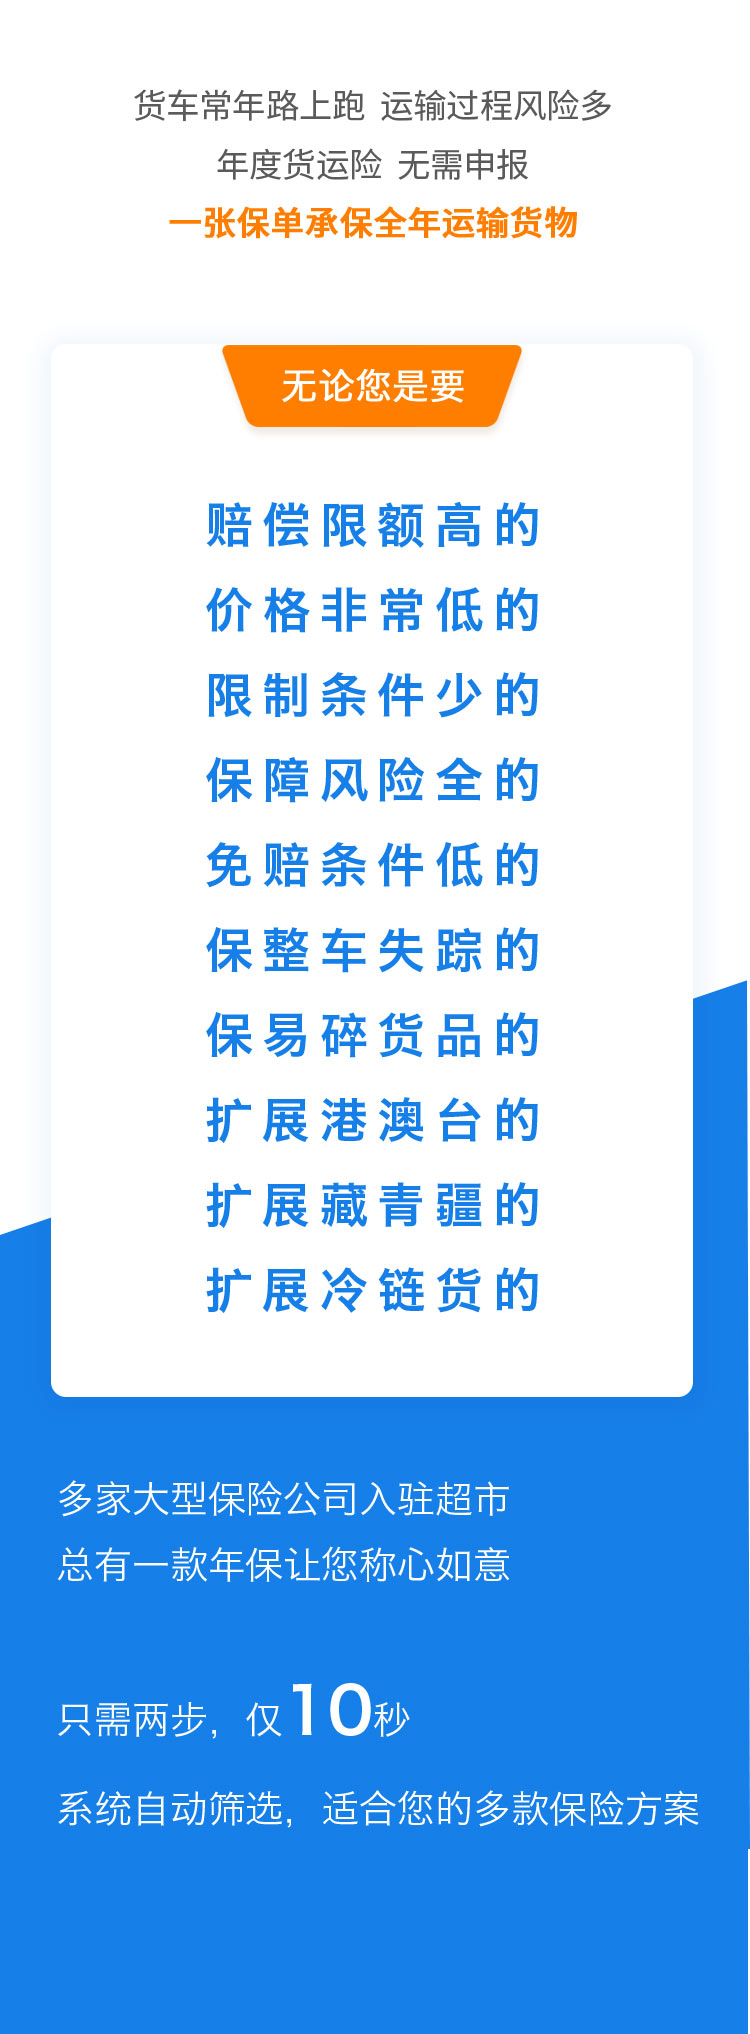 货车常年路上跑 运输过程风险多
年度货运险 无需申报
一张保单承保全年运输货物
无论您是要
赔偿限额高的
价格非常低的
限制条件少的
保障风险全的
免赔条件低的
保整车失踪的
保易碎货品的
扩展港澳台的
扩展藏青疆的
扩展冷链货的
多家大型保险公司入驻超市
总有一款年保让您称心如意
只需两步，仅10秒
系统自动筛选，适合您的多款保险方案